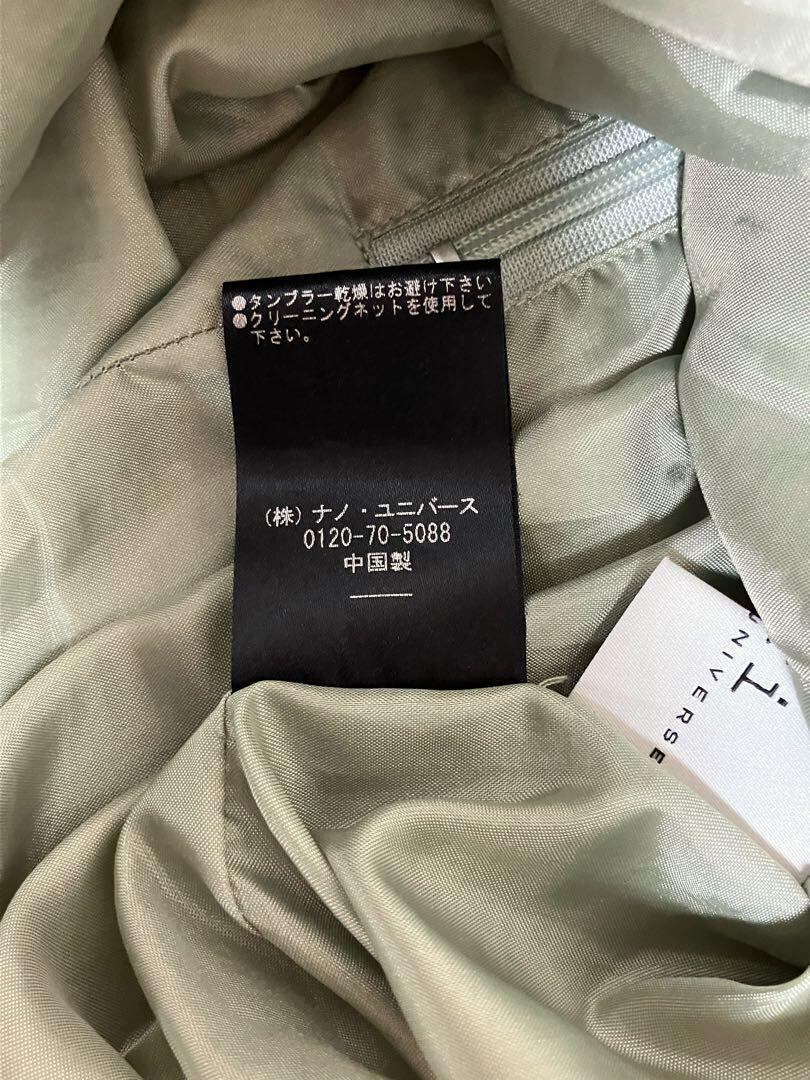 ●タンブラー乾燥はお避け下さい
●クリーニングネットを使用して
下さい。
(株) ナノ・ユニバース
0120-70-5088
中国製
UNIVERSE